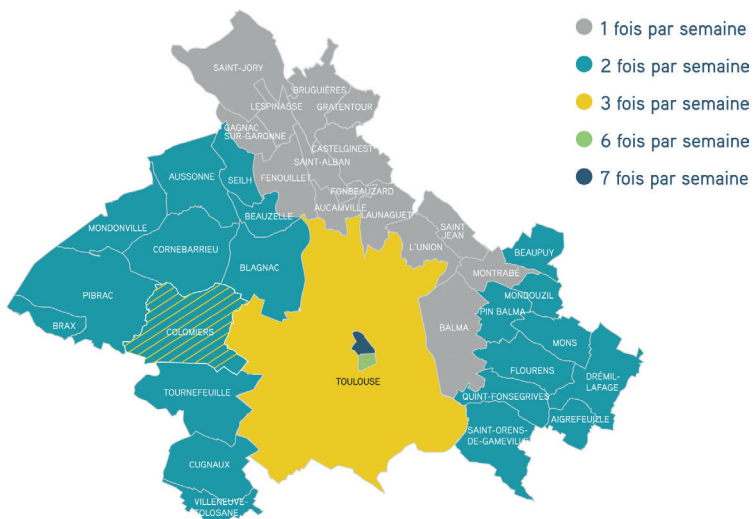 1 fois par semaine
2 fois par semaine
3 fois par semaine
6 fois par semaine
7 fois par semaine
SAINT-JORY
BRUGUIÈRES
LESPINASSE
GRATENTOUR
GAGNAC
SUR-GARONNE
CASTELGINEST
SAINT-ALBAN
FENOUILLET
AUSSONNE
SEILH
FONBEAUZARD
AUCAMVILLE
LAUNAGUET
BEAUZELLE
MONDONVILLE
SAINT
JEAN
L'UNION
CORNEBARRIEU
BLAGNAC
BEAUPUY
MONTRABÉ
PIBRAC
MONDOUZIL
PIN BALMA
BRAX
COLOMIERS
BALMA
MONS
FLOURENS
DRÉMIL-
LAFAGE
TOULOUSE
TOURNEFEUILLE
QUINT-FONSEGRIVES
AIGREFEUILLE
SAINT-ORENS-
DE-GAMEVILLE
CUGNAUX
VILLENEUVE-
TOLOSANE